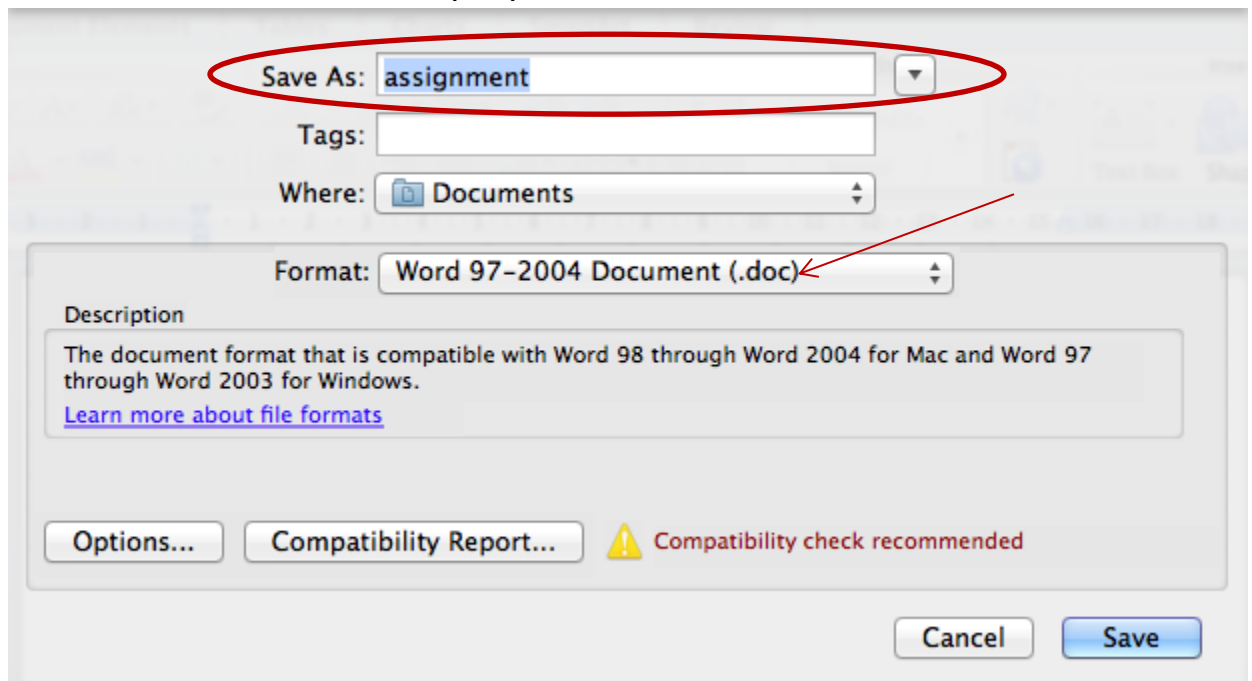 Save As: assignment
Tags:
Where: Documents
Format: Word 97–2004 Document (.doc)
Description
The document format that is compatible with Word 98 through Word 2004 for Mac and Word 97
through Word 2003 for Windows.
Learn more about file formats
Options... Compatibility Report... Compatibility check recommended
Cancel Save